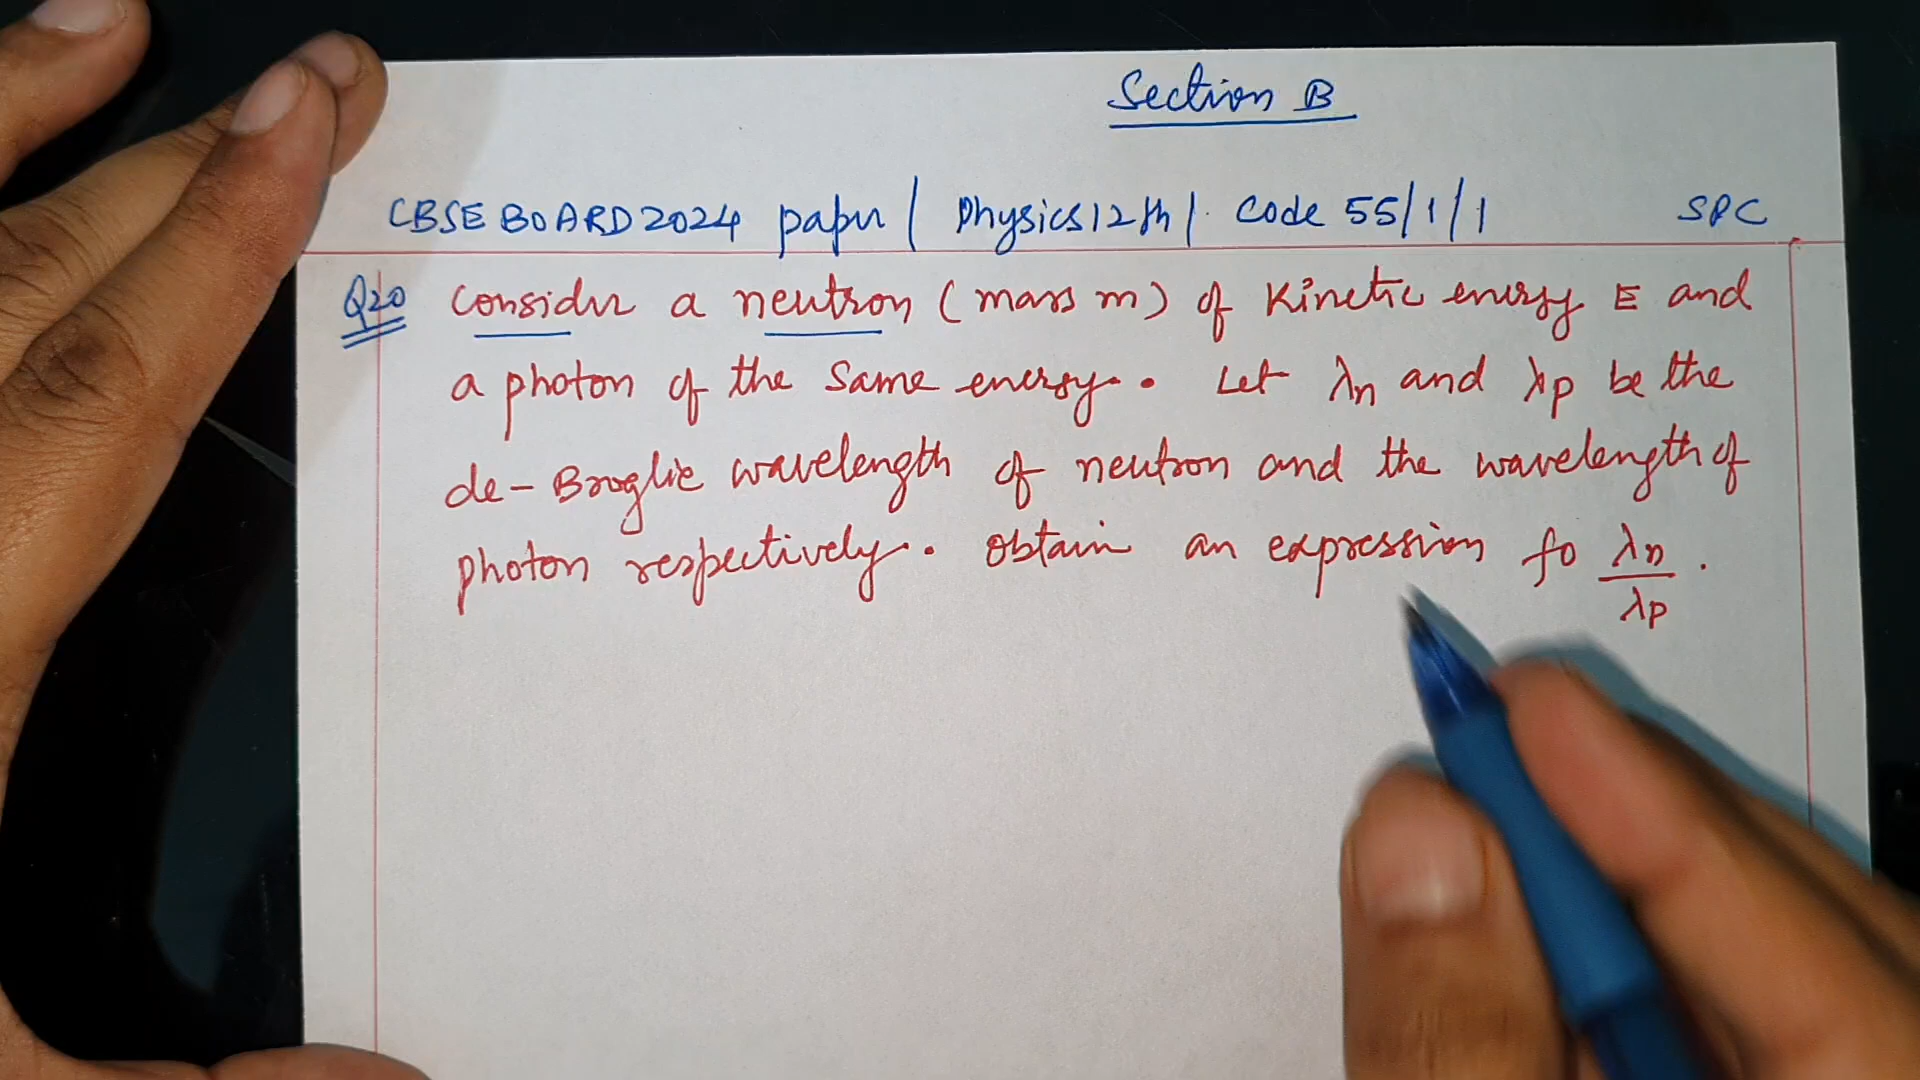 Section B
CBSE BOARD 2024 paper | Physics 12th | Code 55/1/1 SPC
Q20 Consider a neutron (mass m) of Kinetic energy E and
a photon of the same energy. Let λn and λp be the
de-Broglie wavelength of neutron and the wavelength of
photon respectively. Obtain an expression fo λn/λp.